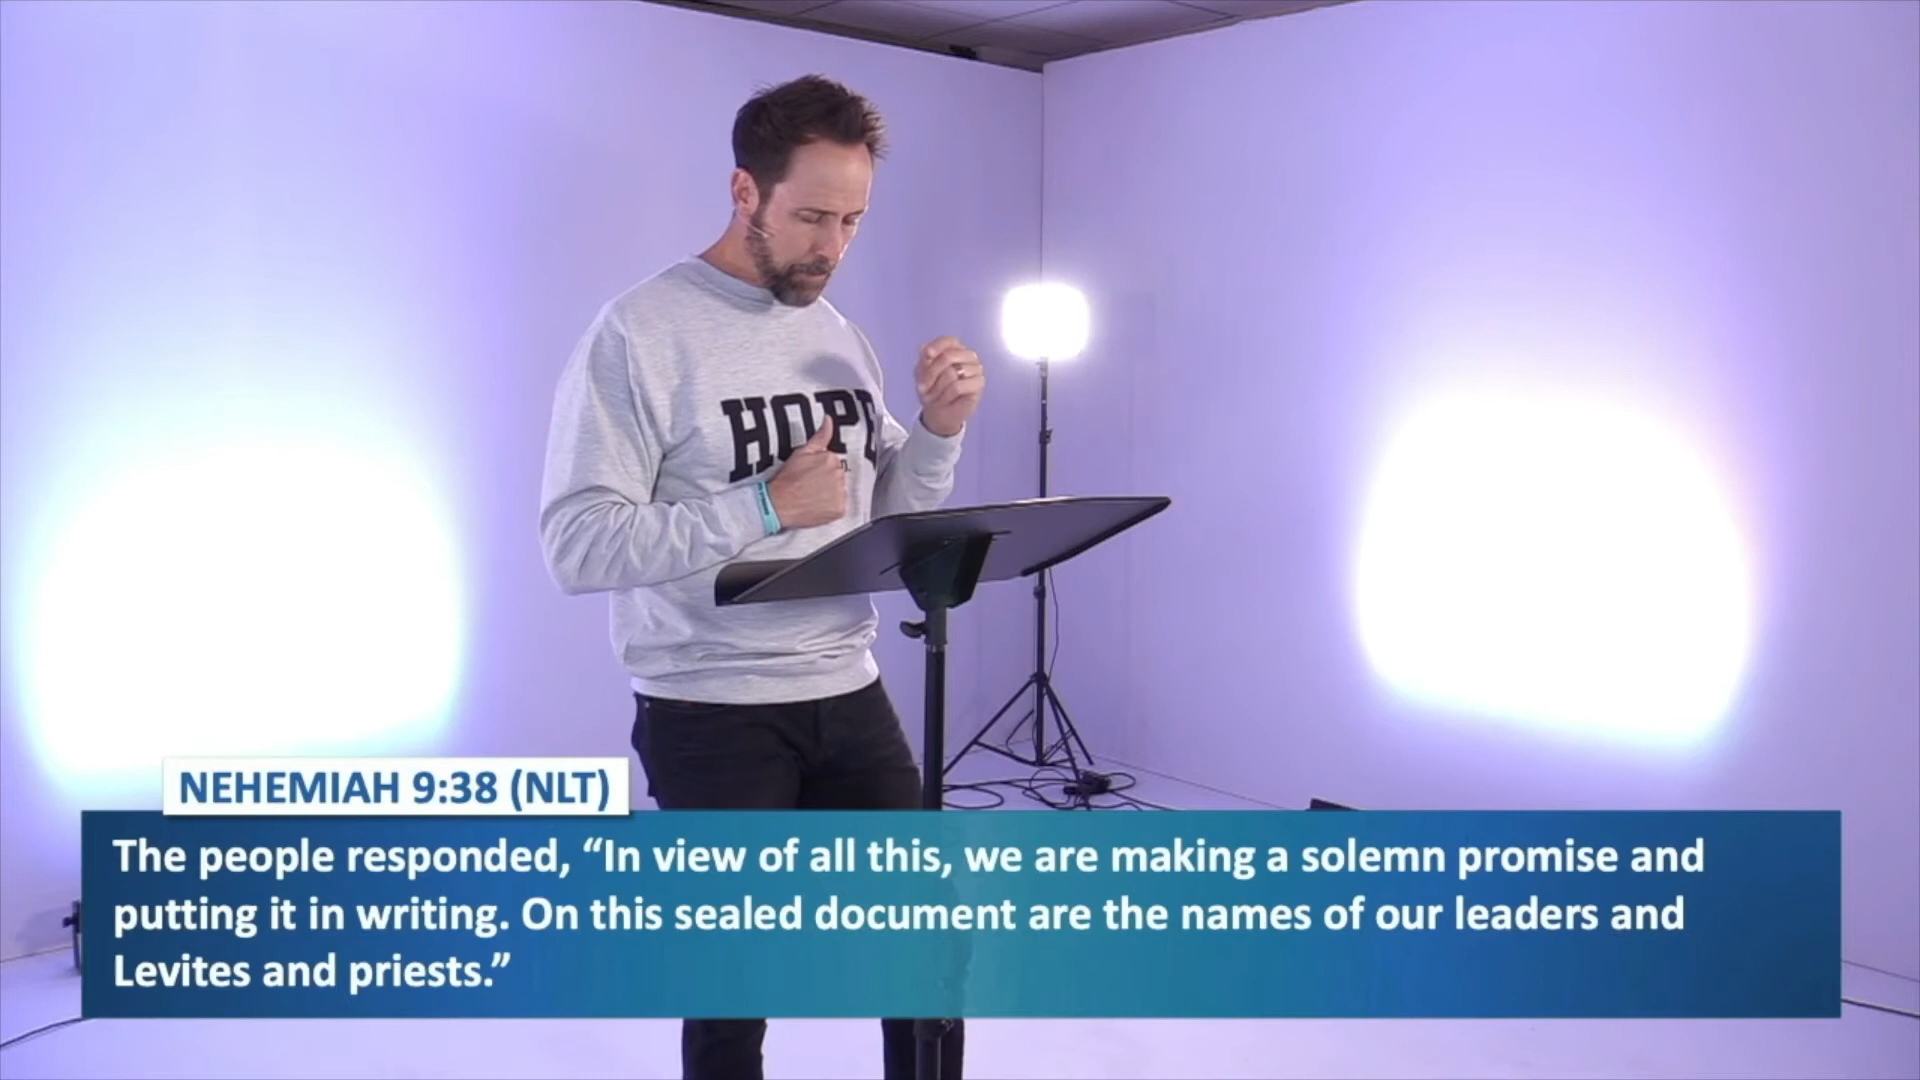 HOPE
NEHEMIAH 9:38 (NLT)
The people responded, “In view of all this, we are making a solemn promise and
putting it in writing. On this sealed document are the names of our leaders and
Levites and priests.”